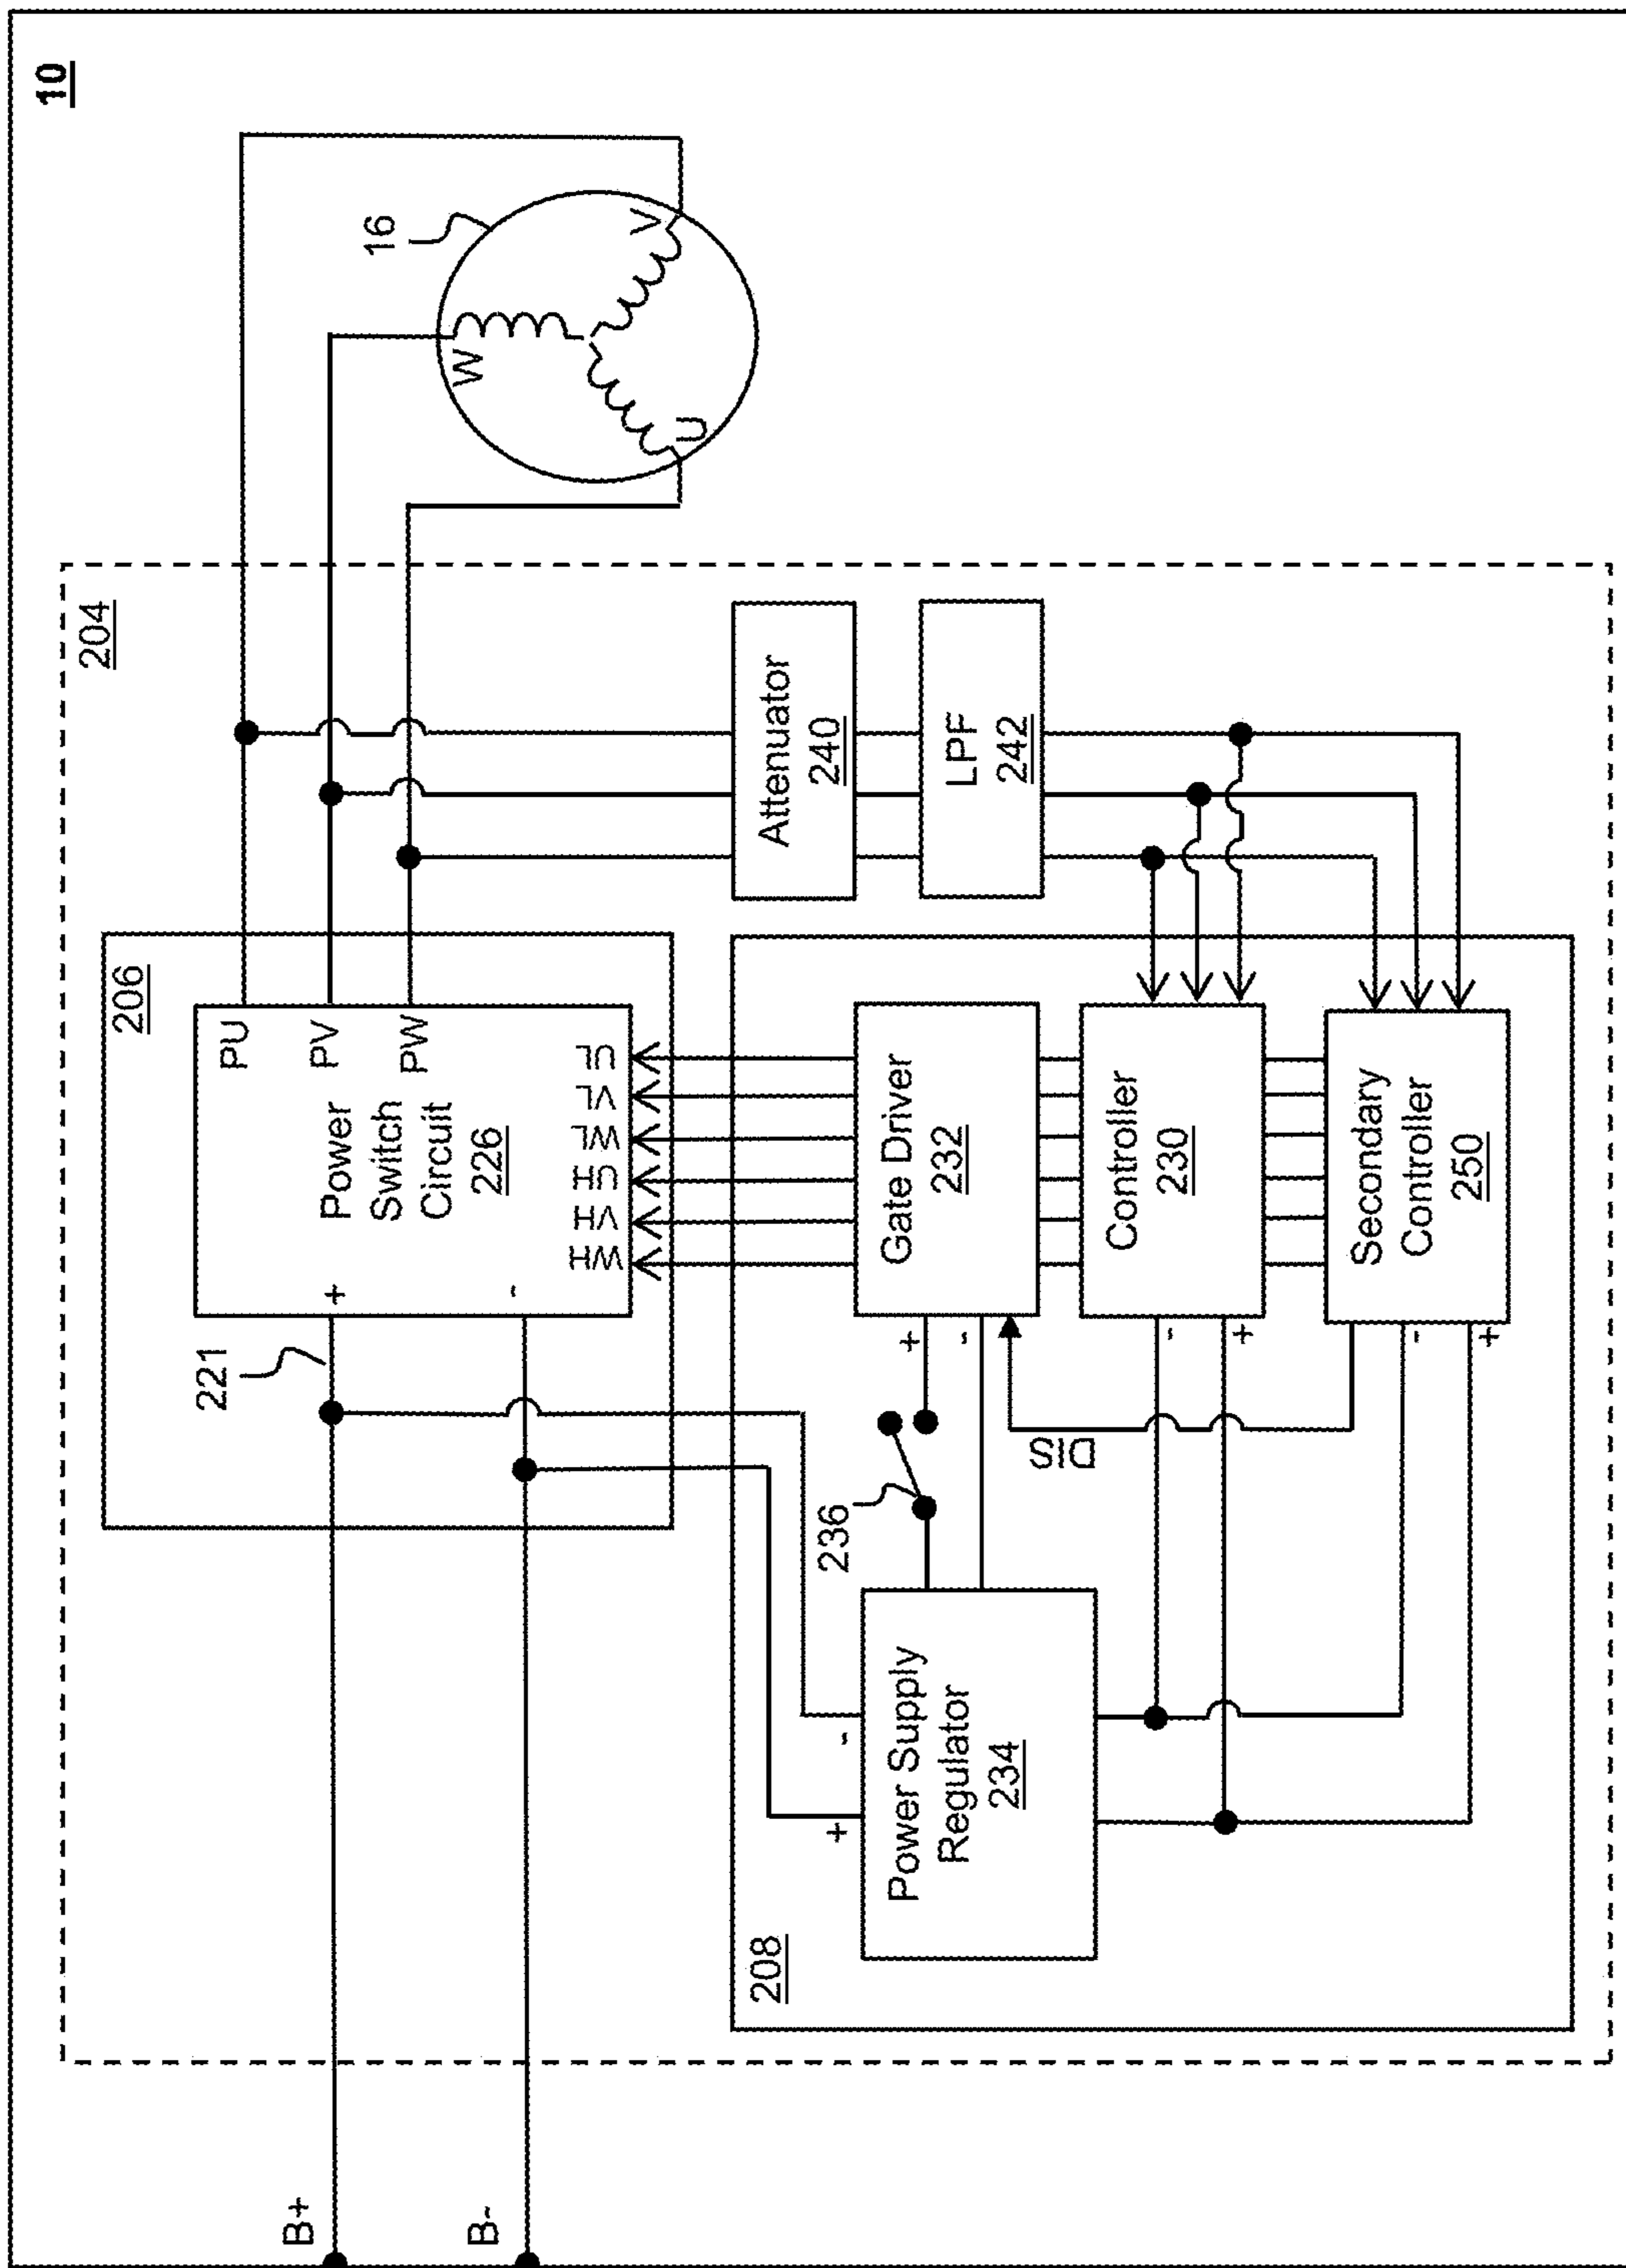 10
16
W
V
U
204
206
PU
PV
PW
Power
Switch
Circuit
226
+
-
UL
VL
WL
UH
VH
WH
221
B+
B-
Attenuator
240
LPF
242
208
Gate Driver
232
+
-
236
DIS
Controller
230
-
+
Secondary
Controller
250
-
+
Power Supply
Regulator
234
-
+